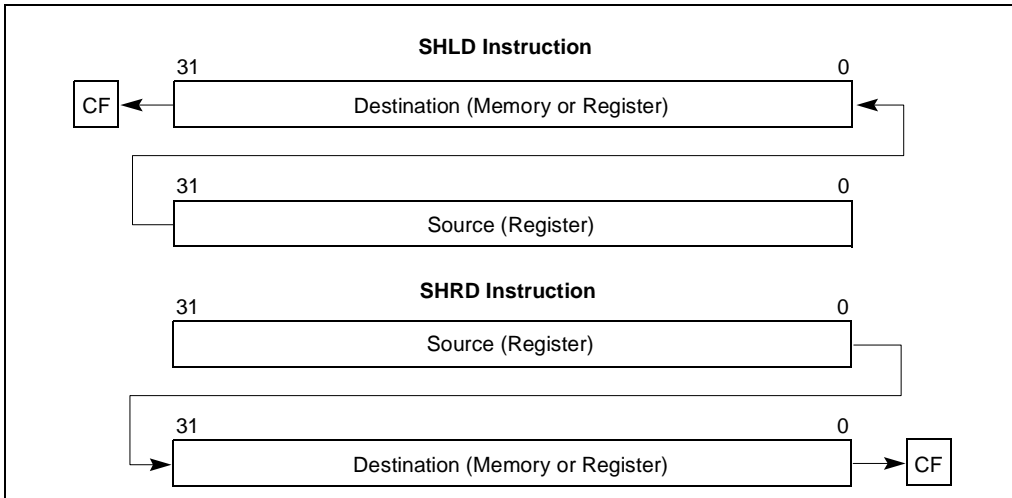 SHLD Instruction
31 0
CF Destination (Memory or Register)
31 0
Source (Register)
SHRD Instruction
31 0
Source (Register)
31 0
Destination (Memory or Register) CF